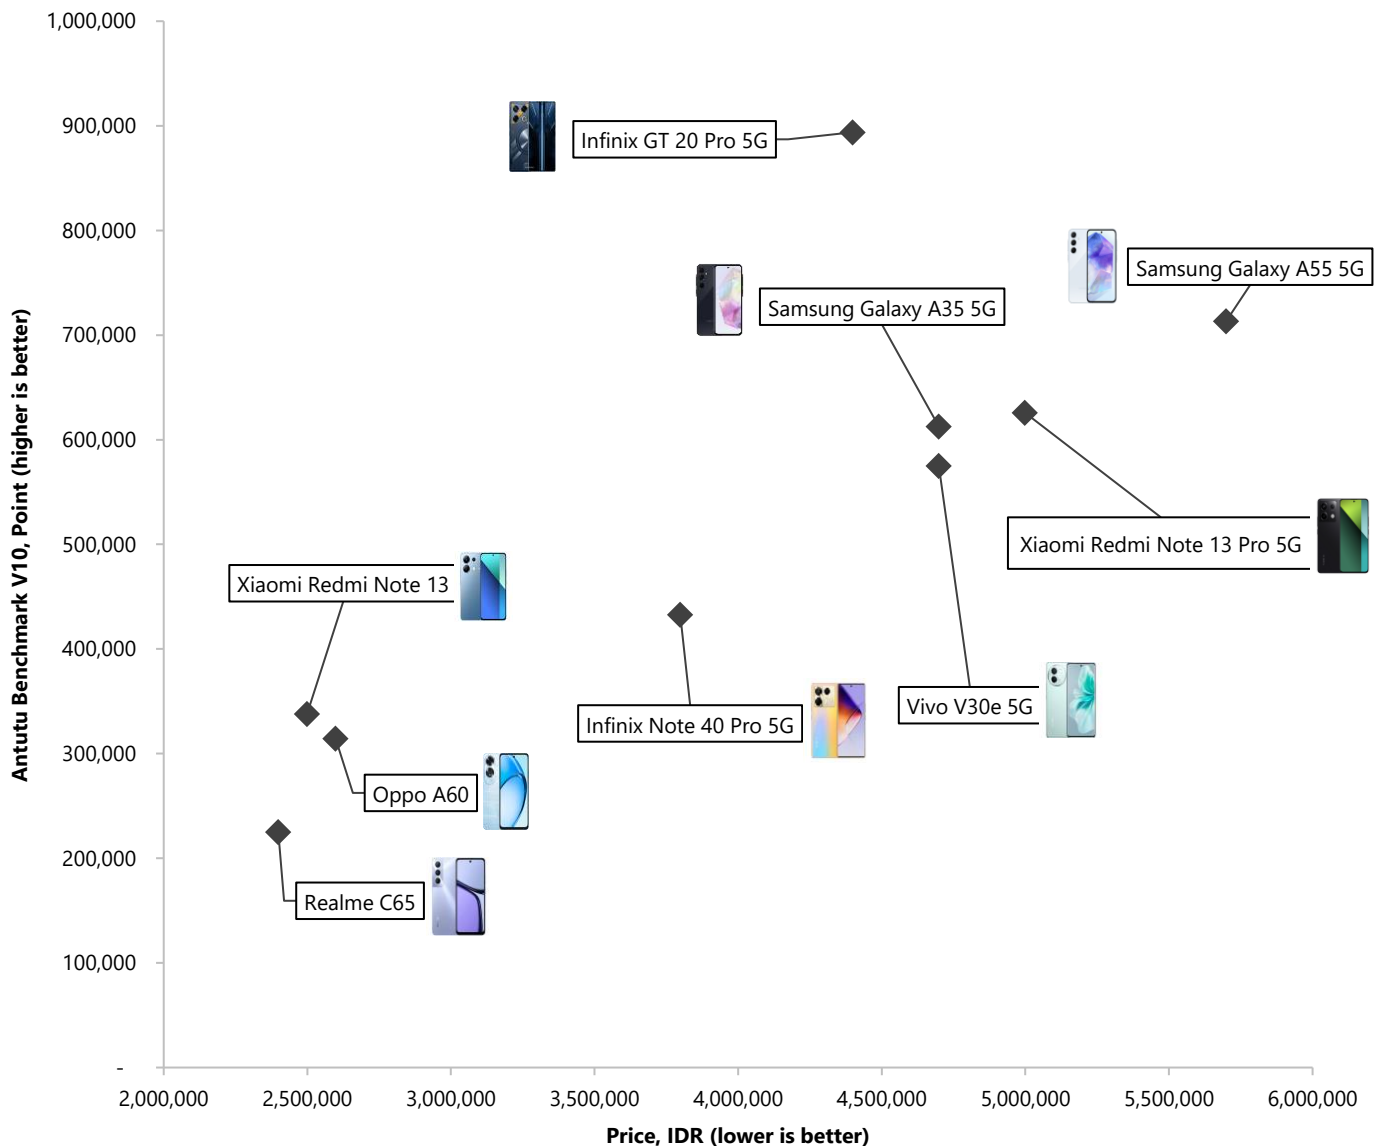 1,000,000
900,000
Infinix GT 20 Pro 5G
800,000
Samsung Galaxy A55 5G
Samsung Galaxy A35 5G
700,000
600,000
Xiaomi Redmi Note 13 Pro 5G
500,000
Xiaomi Redmi Note 13
400,000
Vivo V30e 5G
Infinix Note 40 Pro 5G
300,000
Oppo A60
200,000
Realme C65
100,000
-
Antutu Benchmark V10, Point (higher is better)
2,000,000
2,500,000
3,000,000
3,500,000
4,000,000
4,500,000
5,000,000
5,500,000
6,000,000
Price, IDR (lower is better)